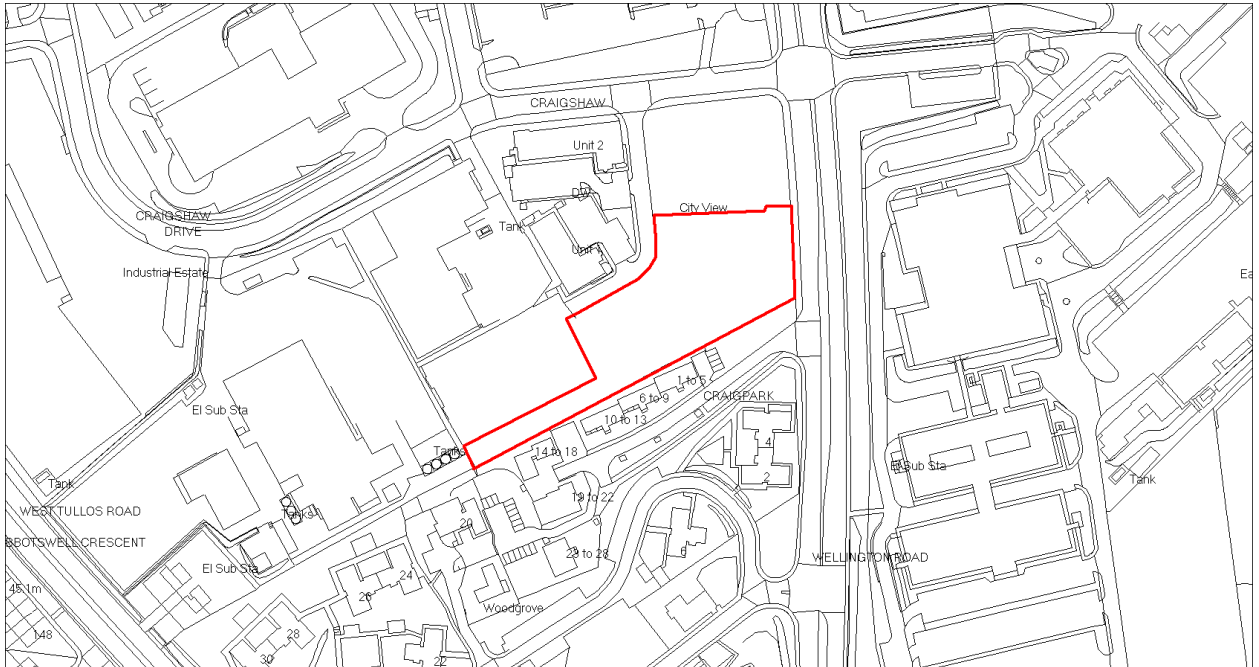 CRAIGSHAW
Unit 2
DW
City View
CRAIGSHAW
DRIVE
Tank
Unit 1
Industrial Estate
Ea
1 to 5
6 to 9
CRAIGPARK
El Sub Sta
10 to 13
4
14 to 18
Tanks
El Sub Sta
2
Tank
Tank
19 to 22
WEST TULLOS ROAD
Tanks
20
BBOTSWELL CRESCENT
23 to 28
6
WELLINGTON ROAD
El Sub Sta
24
45.1m
26
Woodgrove
148
28
30
22